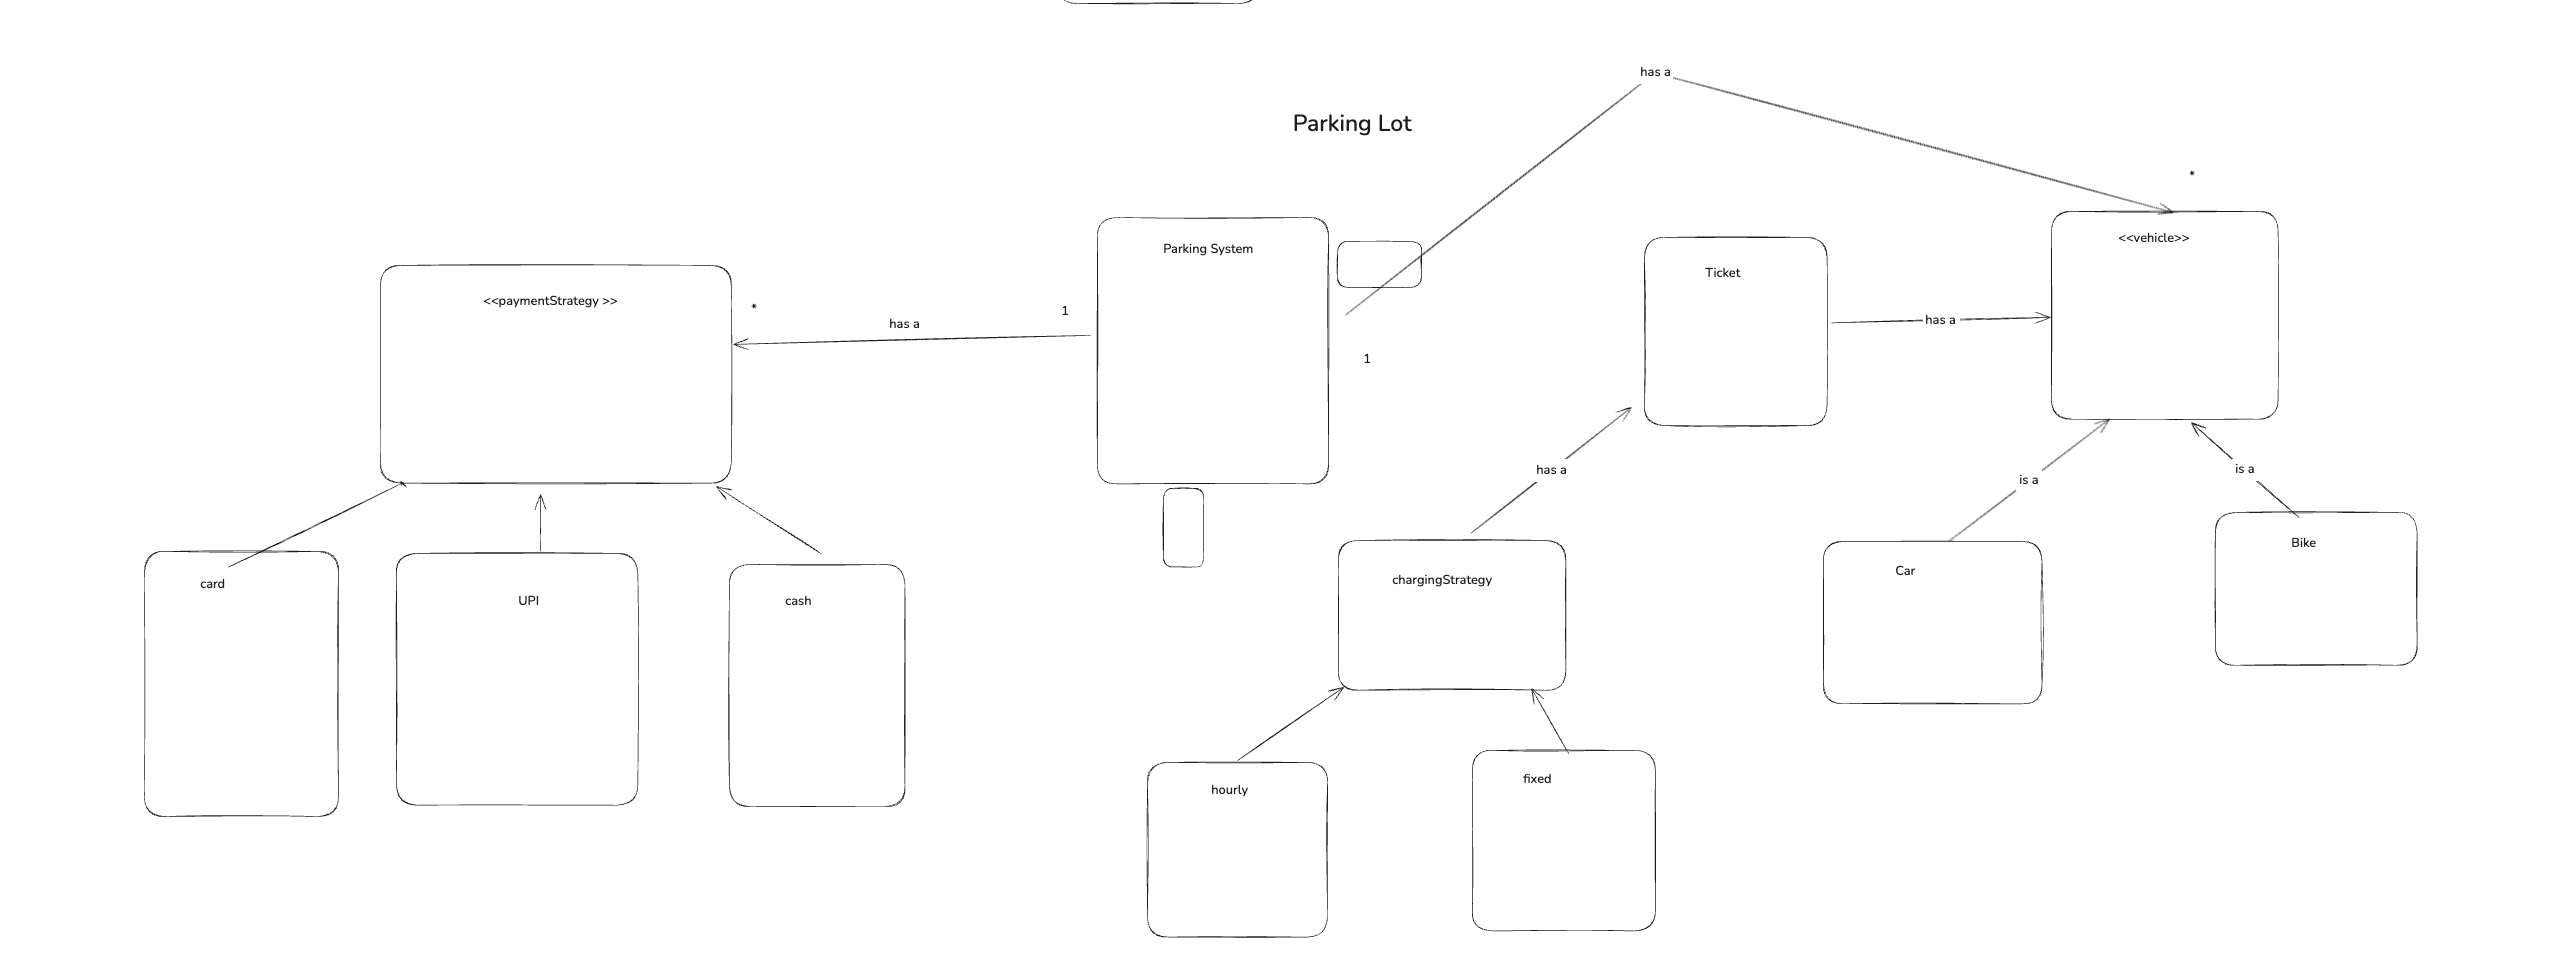 has a
Parking Lot
*
<<vehicle>>
Parking System
Ticket
<<paymentStrategy >>
*
1
has a
has a
1
has a
is a
is a
Bike
Car
chargingStrategy
card
UPI
cash
fixed
hourly